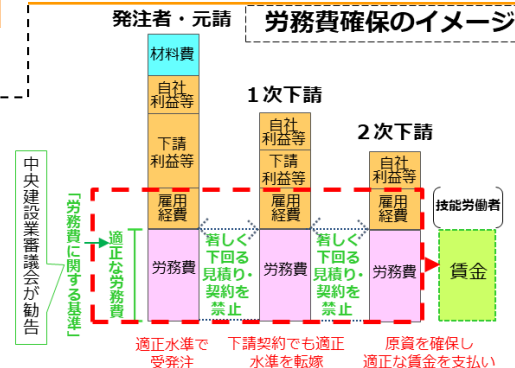 発注者・元請
労務費確保のイメージ
材料費
自社
利益等
下請
利益等
雇用
経費
労務費
1次下請
自社
利益等
下請
利益等
雇用
経費
労務費
2次下請
自社
利益等
雇用
経費
労務費
技能労働者
賃金
中央建設業審議会が勧告
「労務費に関する基準」
適正な労務費
著しく
下回る
見積り・
契約を
禁止
著しく
下回る
見積り・
契約を
禁止
適正水準で
受発注
下請契約でも適正
水準を転嫁
原資を確保し
適正な賃金を支払い